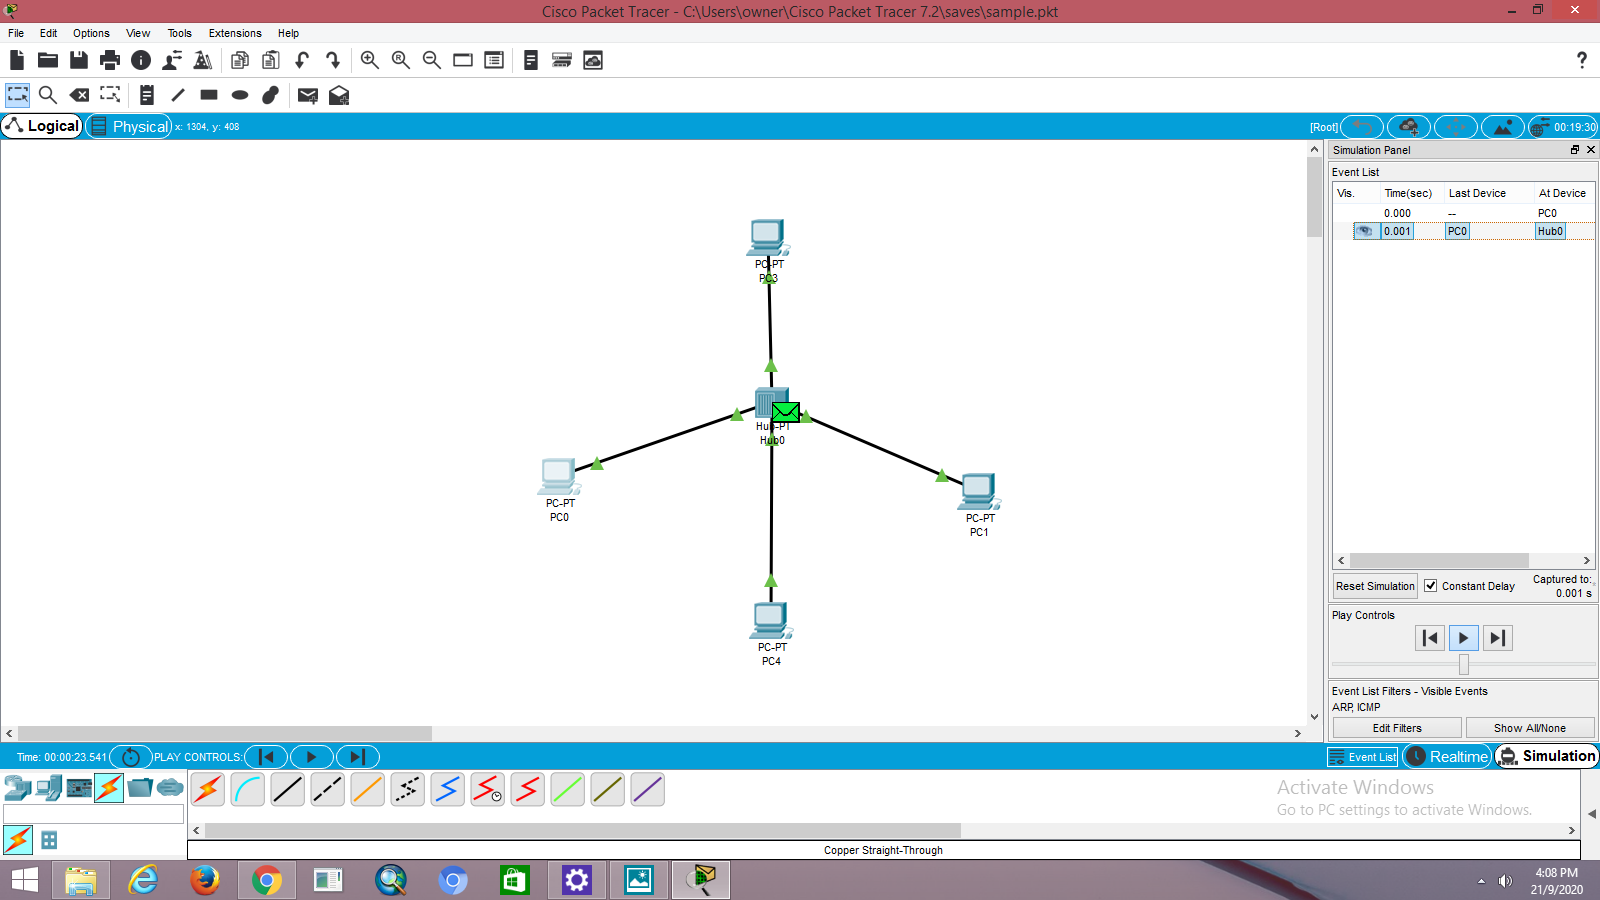 Cisco Packet Tracer - C:\Users\owner\Cisco Packet Tracer 7.2\saves\sample.pkt
File Edit Options View Tools Extensions Help
?
Logical Physical x: 1304, y: 408 [Root] 00:19:30
Simulation Panel
Event List
Vis. Time(sec) Last Device At Device
0.000 -- PC0
0.001 PC0 Hub0
PC-PT
PC3
Hub-PT
Hub0
PC-PT
PC0
PC-PT
PC1
PC-PT
PC4
Reset Simulation Constant Delay Captured to:
0.001 s
Play Controls
Event List Filters - Visible Events
ARP, ICMP
Edit Filters Show All/None
Time: 00:00:23.541 PLAY CONTROLS: Event List Realtime Simulation
Activate Windows
Go to PC settings to activate Windows.
Copper Straight-Through
4:08 PM
21/9/2020